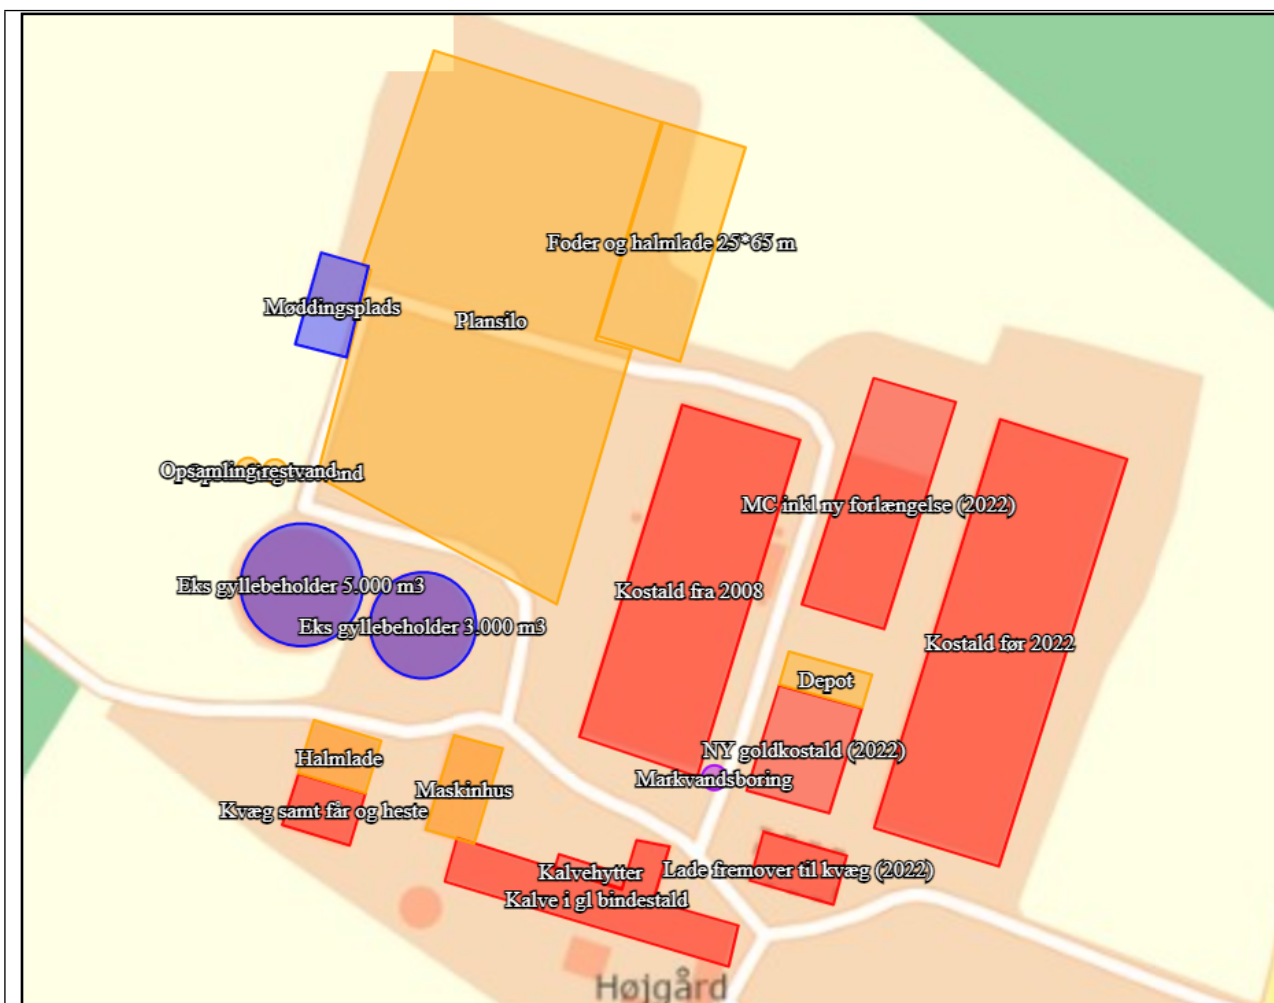 Foder og halmlade 25*65 m
Møddingsplads
Plansilo
Opsamling restvand
MC inkl ny forlængelse (2022)
Eks gyllebeholder 5.000 m3
Kostald fra 2008
Eks gyllebeholder 3.000 m3
Kostald før 2022
Depot
NY goldkostald (2022)
Halmlade
Markvandsboring
Maskinhus
Kvæg samt får og heste
Kalvehytter
Lade fremover til kvæg (2022)
Kalve i gl bindestald
Højgård